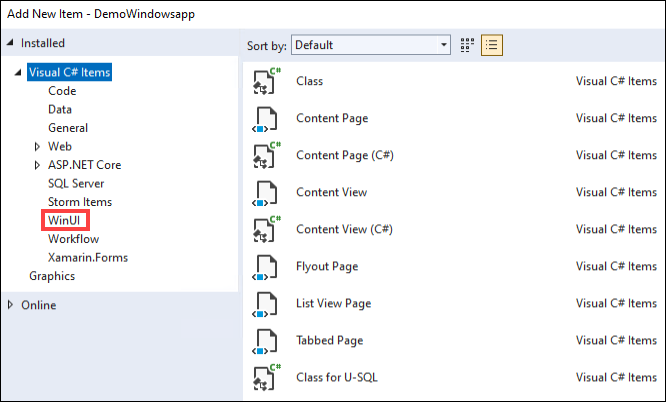 Add New Item - DemoWindowsapp
Installed
Visual C# Items
Code
Data
General
Web
ASP.NET Core
SQL Server
Storm Items
WinUI
Workflow
Xamarin.Forms
Graphics
Online
Sort by: Default
C# Class Visual C# Items
Content Page Visual C# Items
C# Content Page (C#) Visual C# Items
Content View Visual C# Items
C# Content View (C#) Visual C# Items
Flyout Page Visual C# Items
List View Page Visual C# Items
Tabbed Page Visual C# Items
C# Class for U-SQL Visual C# Items